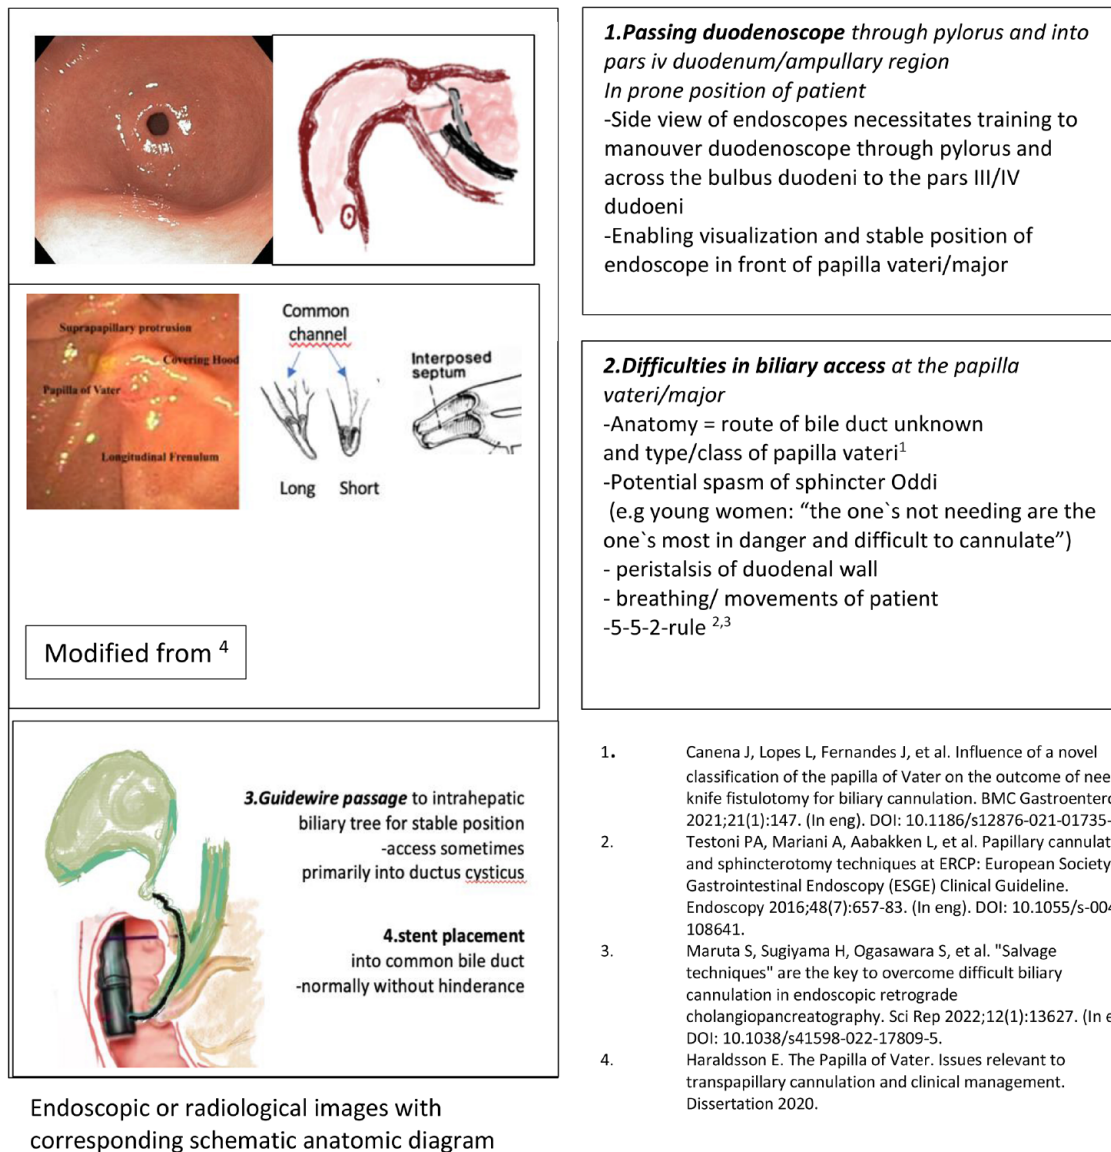 1.Passing duodenoscope through pylorus and into
pars iv duodenum/ampullary region
In prone position of patient
-Side view of endoscopes necessitates training to
manouver duodenoscope through pylorus and
across the bulbus duodeni to the pars III/IV
dudoeni
-Enabling visualization and stable position of
endoscope in front of papilla vateri/major
Suprapapillary protrusion
Covering Hood
Papilla of Vater
Longitudinal Frenulum
Common
channel
Long Short
Interposed
septum
Modified from 4
2.Difficulties in biliary access at the papilla
vateri/major
-Anatomy = route of bile duct unknown
and type/class of papilla vateri1
-Potential spasm of sphincter Oddi
(e.g young women: “the one`s not needing are the
one`s most in danger and difficult to cannulate”)
- peristalsis of duodenal wall
- breathing/ movements of patient
-5-5-2-rule 2,3
3.Guidewire passage to intrahepatic
biliary tree for stable position
-access sometimes
primarily into ductus cysticus
4.stent placement
into common bile duct
-normally without hinderance
1. Canena J, Lopes L, Fernandes J, et al. Influence of a novel
classification of the papilla of Vater on the outcome of nee
knife fistulotomy for biliary cannulation. BMC Gastroentero
2021;21(1):147. (In eng). DOI: 10.1186/s12876-021-01735-
2. Testoni PA, Mariani A, Aabakken L, et al. Papillary cannulat
and sphincterotomy techniques at ERCP: European Society
Gastrointestinal Endoscopy (ESGE) Clinical Guideline.
Endoscopy 2016;48(7):657-83. (In eng). DOI: 10.1055/s-004
108641.
3. Maruta S, Sugiyama H, Ogasawara S, et al. "Salvage
techniques" are the key to overcome difficult biliary
cannulation in endoscopic retrograde
cholangiopancreatography. Sci Rep 2022;12(1):13627. (In e
DOI: 10.1038/s41598-022-17809-5.
4. Haraldsson E. The Papilla of Vater. Issues relevant to
transpapillary cannulation and clinical management.
Dissertation 2020.
Endoscopic or radiological images with
corresponding schematic anatomic diagram